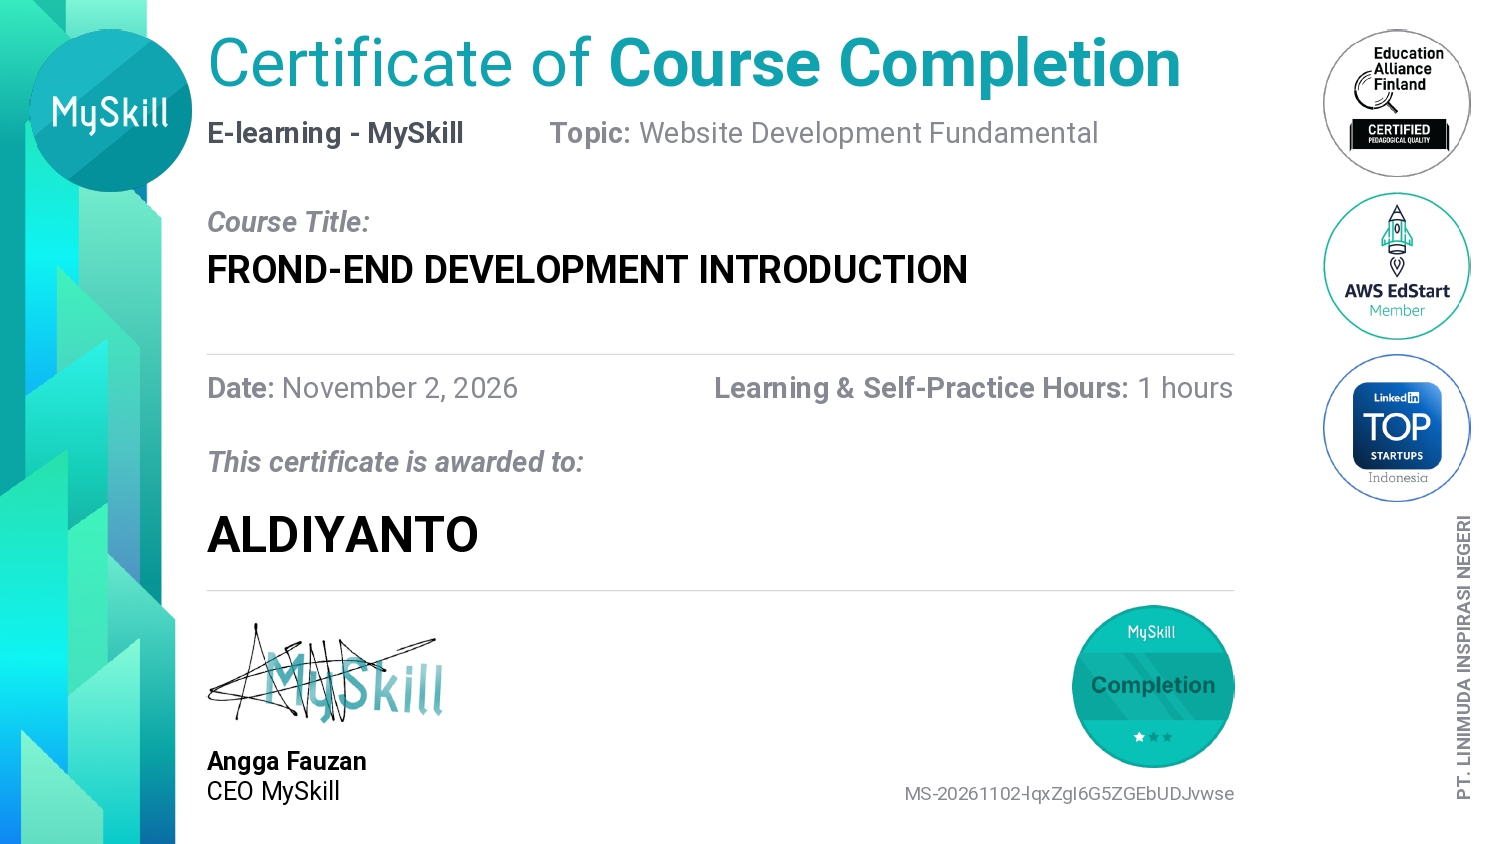 MySkill
Certificate of Course Completion
E-learning - MySkill
Topic: Website Development Fundamental
Course Title:
FROND-END DEVELOPMENT INTRODUCTION
Date: November 2, 2026
Learning & Self-Practice Hours: 1 hours
This certificate is awarded to:
ALDIYANTO
MySkill
Angga Fauzan
CEO MySkill
MySkill
Completion
MS-20261102-lqxZgI6G5ZGEbUDJvwse
Education
Alliance
Finland
CERTIFIED
PEDAGOGICAL QUALITY
AWS EdStart
Member
Linked in
TOP
STARTUPS
Indonesia
PT. LINIMUDA INSPIRASI NEGERI